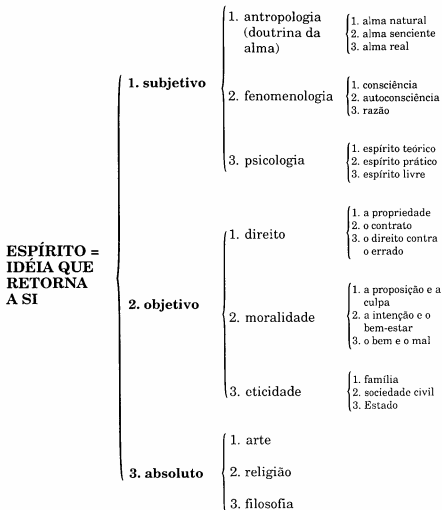 ESPÍRITO =
IDÉIA QUE
RETORNA
A SI
1. subjetivo
1. antropologia
(doutrina da
alma)
1. alma natural
2. alma senciente
3. alma real
2. fenomenologia
1. consciência
2. autoconsciência
3. razão
3. psicologia
1. espírito teórico
2. espírito prático
3. espírito livre
2. objetivo
1. direito
1. a propriedade
2. o contrato
3. o direito contra
o errado
2. moralidade
1. a proposição e a
culpa
2. a intenção e o
bem-estar
3. o bem e o mal
3. eticidade
1. família
2. sociedade civil
3. Estado
3. absoluto
1. arte
2. religião
3. filosofia